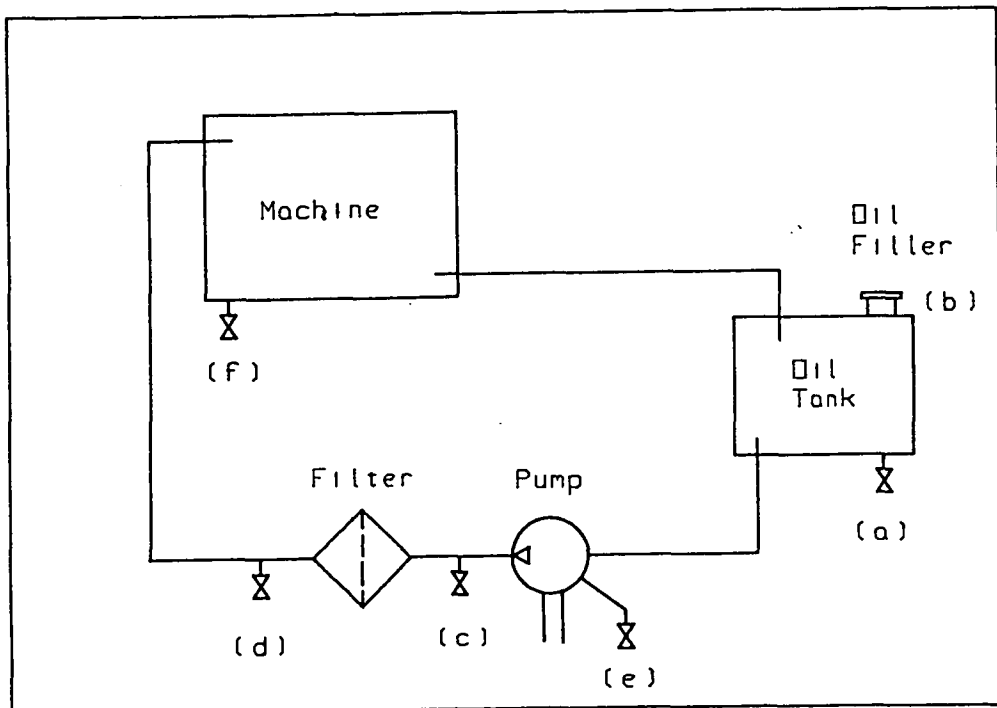 Machine
Oil
Filler
(b)
(f)
Oil
Tank
Filter
Pump
(a)
(d)
(c)
(e)